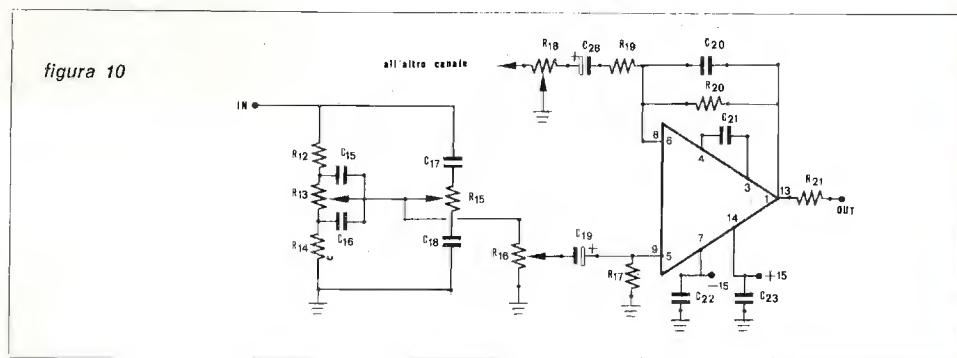 figura 10
all'altro canale
R18
C28
+
R19
C20
R20
C21
IN
R12
C15
C17
R13
R15
C16
R14
C18
R16
C19
+
R17
8
6
4
3
13
1
R21
OUT
14
9
5
7
-15
+15
C22
C23